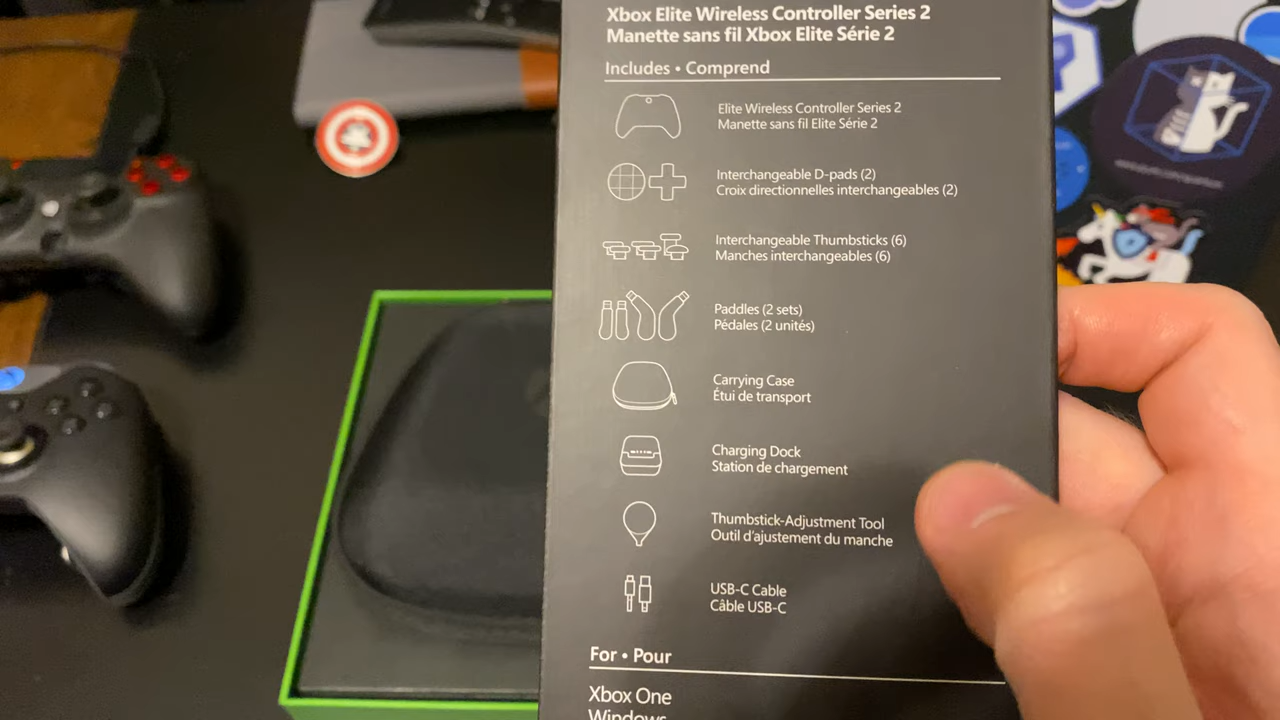 Xbox Elite Wireless Controller Series 2
Manette sans fil Xbox Elite Série 2
Includes • Comprend
Elite Wireless Controller Series 2
Manette sans fil Elite Série 2
Interchangeable D-pads (2)
Croix directionnelles interchangeables (2)
Interchangeable Thumbsticks (6)
Manches interchangeables (6)
Paddles (2 sets)
Pédales (2 unités)
Carrying Case
Étui de transport
Charging Dock
Station de chargement
Thumbstick-Adjustment Tool
Outil d'ajustement du manche
USB-C Cable
Câble USB-C
For • Pour
Xbox One
Windows